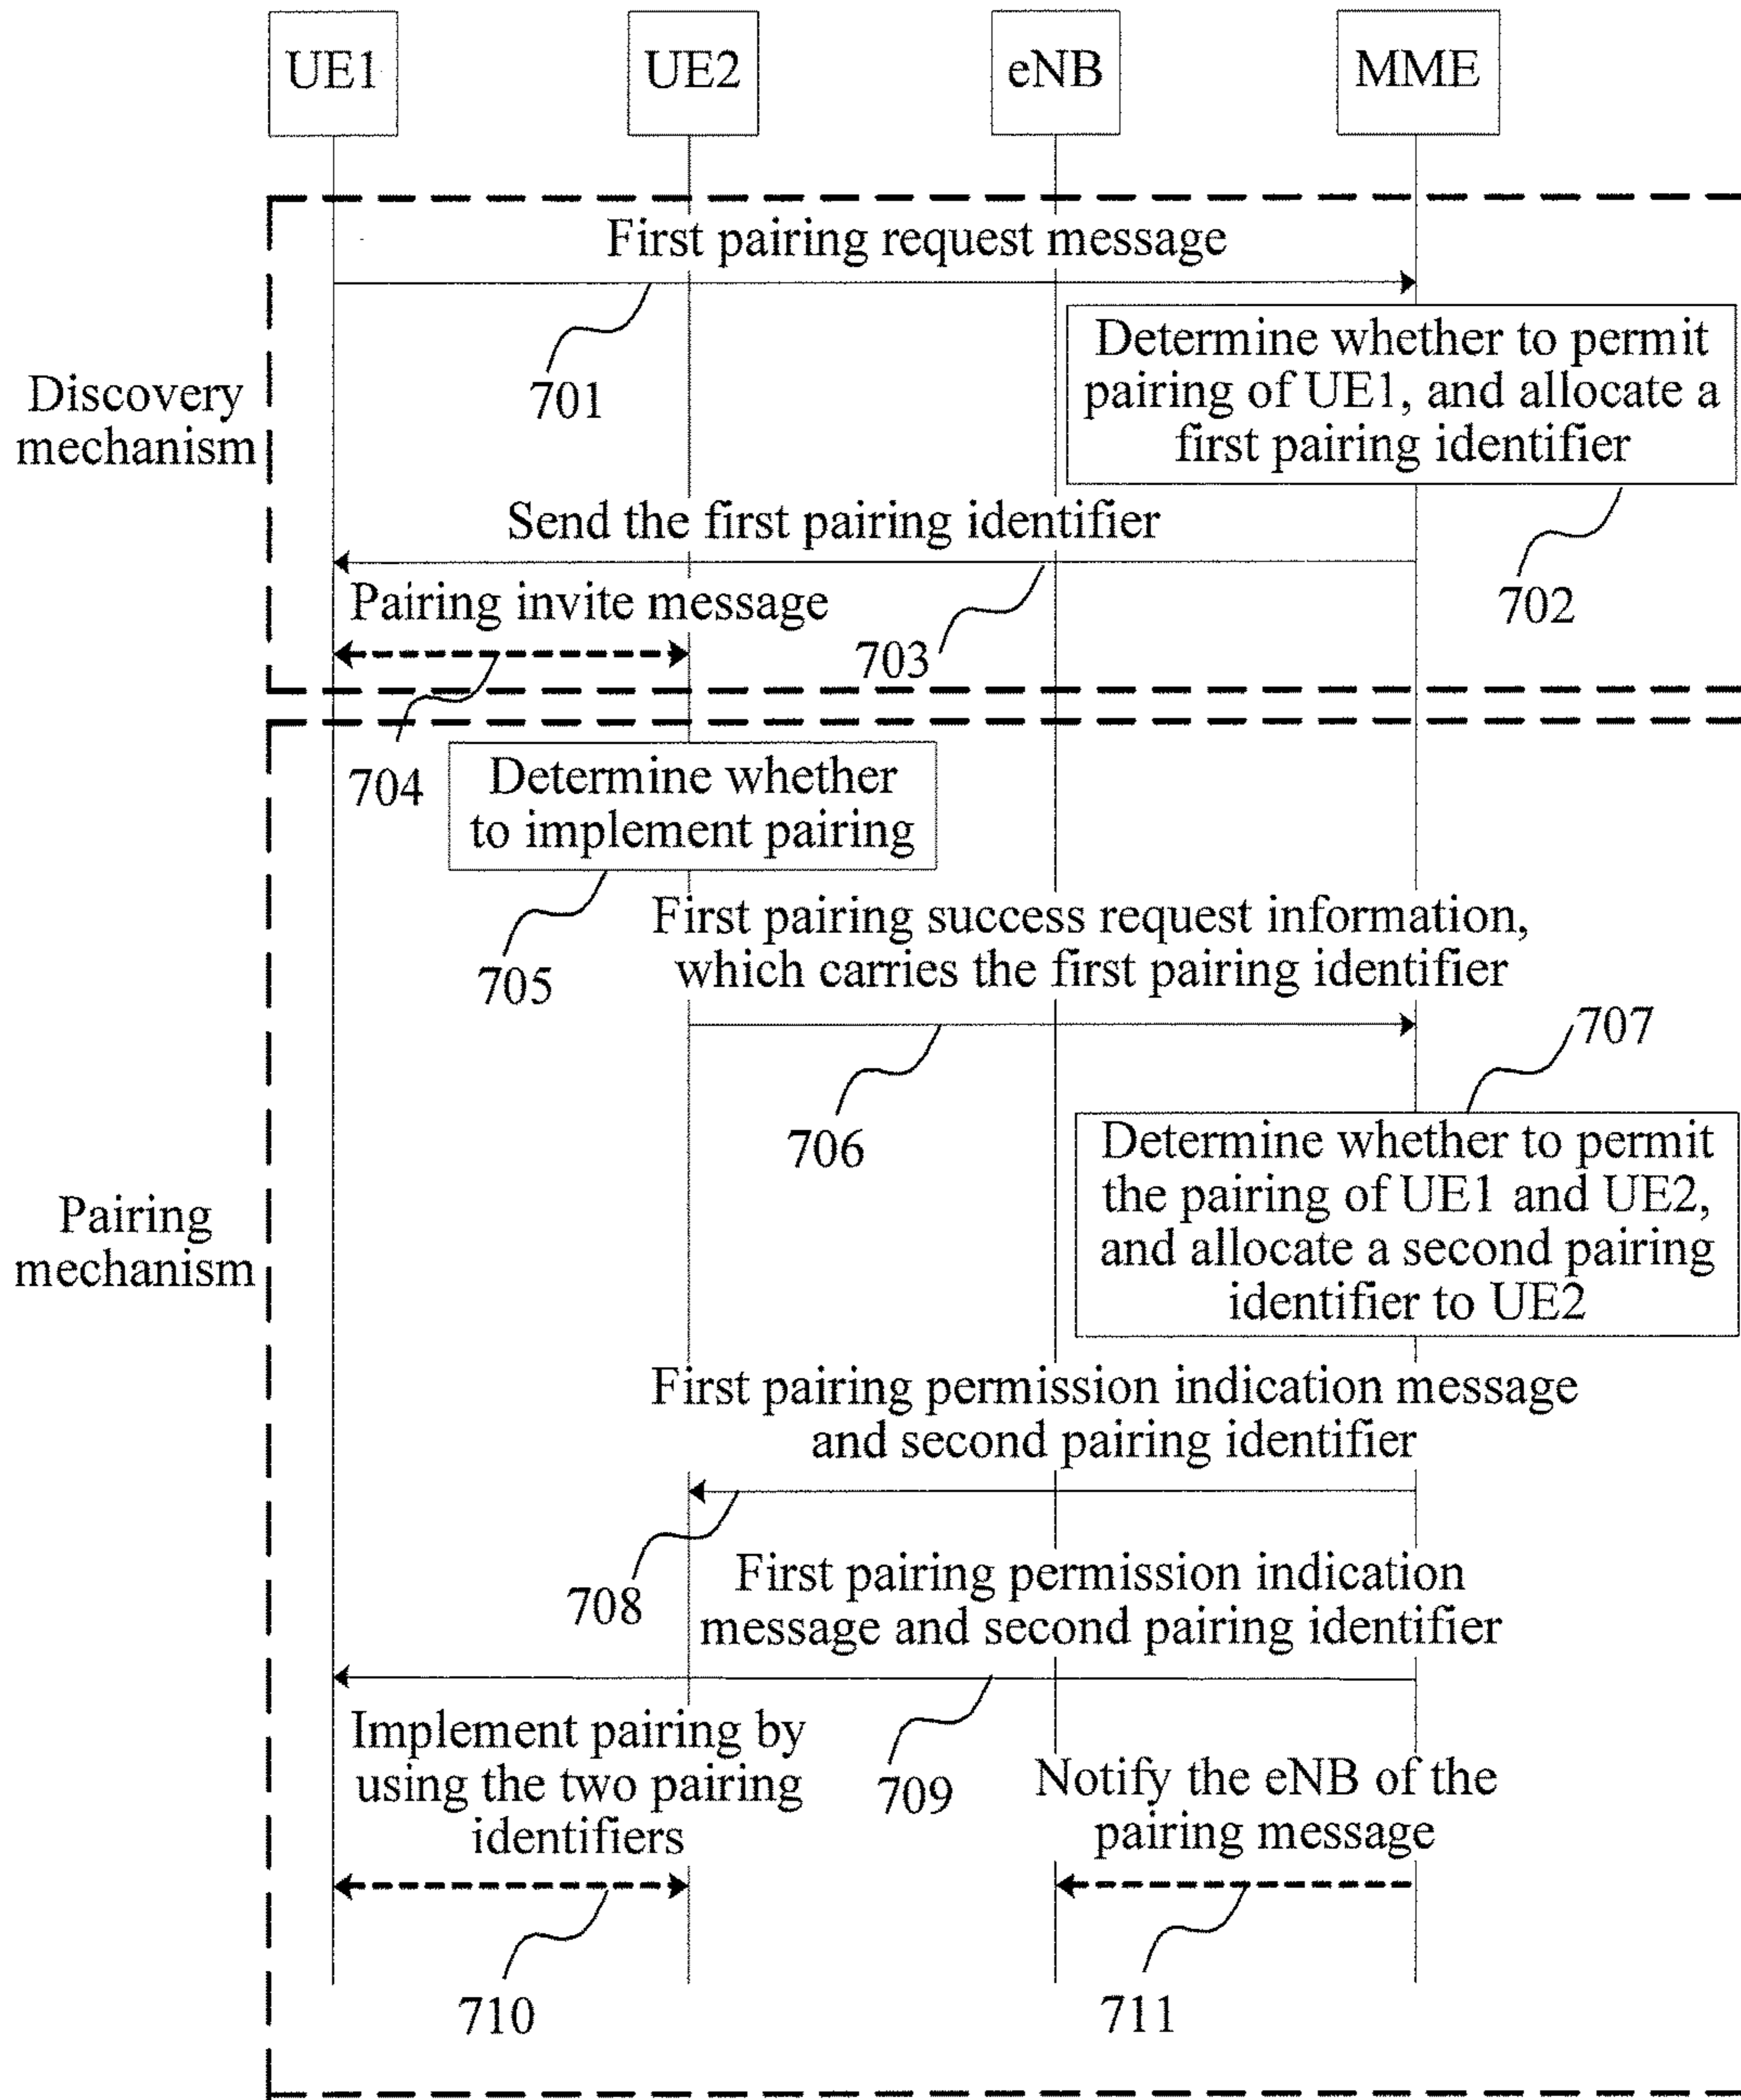 UE1
UE2
eNB
MME
First pairing request message
701
Determine whether to permit
pairing of UE1, and allocate a
first pairing identifier
702
Discovery
mechanism
Send the first pairing identifier
703
Pairing invite message
704
Determine whether
to implement pairing
705
First pairing success request information,
which carries the first pairing identifier
706
707
Determine whether to permit
the pairing of UE1 and UE2,
and allocate a second pairing
identifier to UE2
Pairing
mechanism
First pairing permission indication message
and second pairing identifier
708
First pairing permission indication
message and second pairing identifier
709
Implement pairing by
using the two pairing
identifiers
710
Notify the eNB of the
pairing message
711